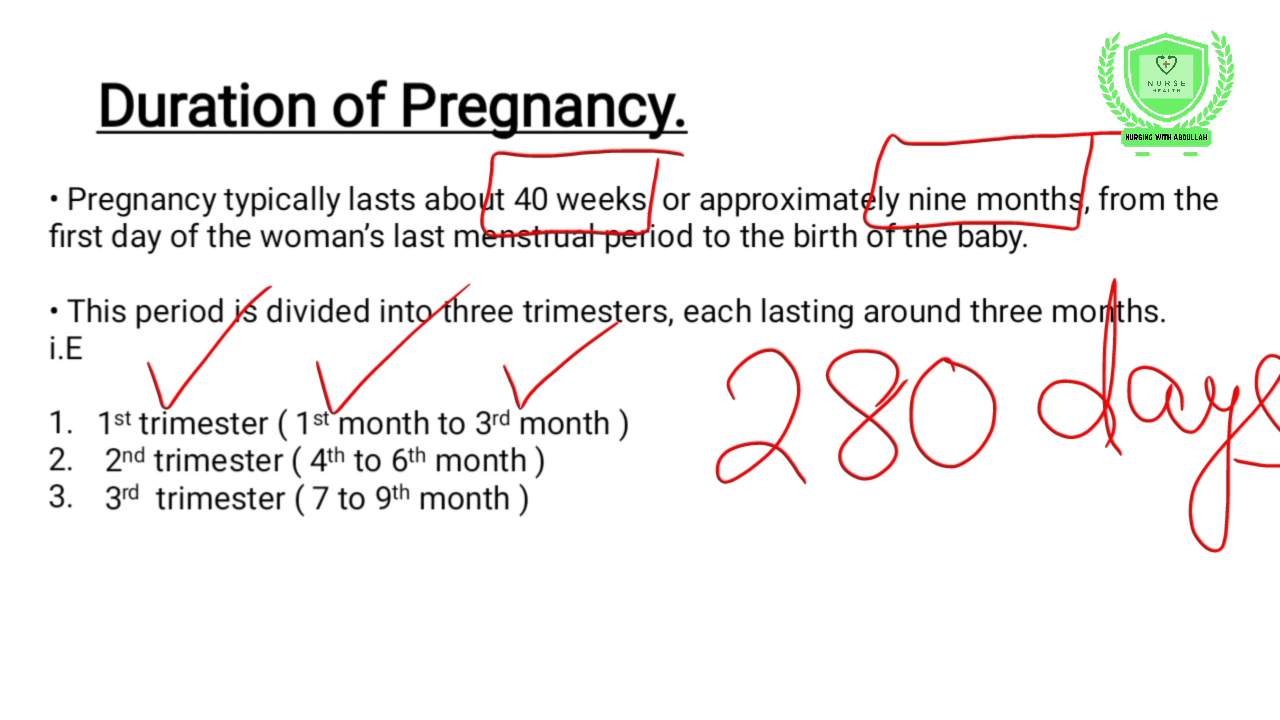 NURSE
HEALTH
NURSING WITH ABDULLAH
Duration of Pregnancy.
• Pregnancy typically lasts about 40 weeks, or approximately nine months, from the
first day of the woman’s last menstrual period to the birth of the baby.
• This period is divided into three trimesters, each lasting around three months.
i.E
1. 1st trimester ( 1st month to 3rd month )
2. 2nd trimester ( 4th to 6th month )
3. 3rd trimester ( 7 to 9th month )
280 days